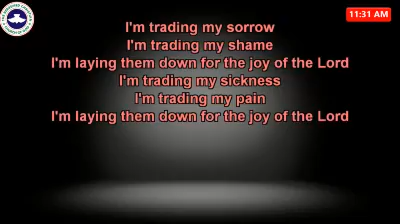 11:31 AM
I'm trading my sorrow
I'm trading my shame
I'm laying them down for the joy of the Lord
I'm trading my sickness
I'm trading my pain
I'm laying them down for the joy of the Lord